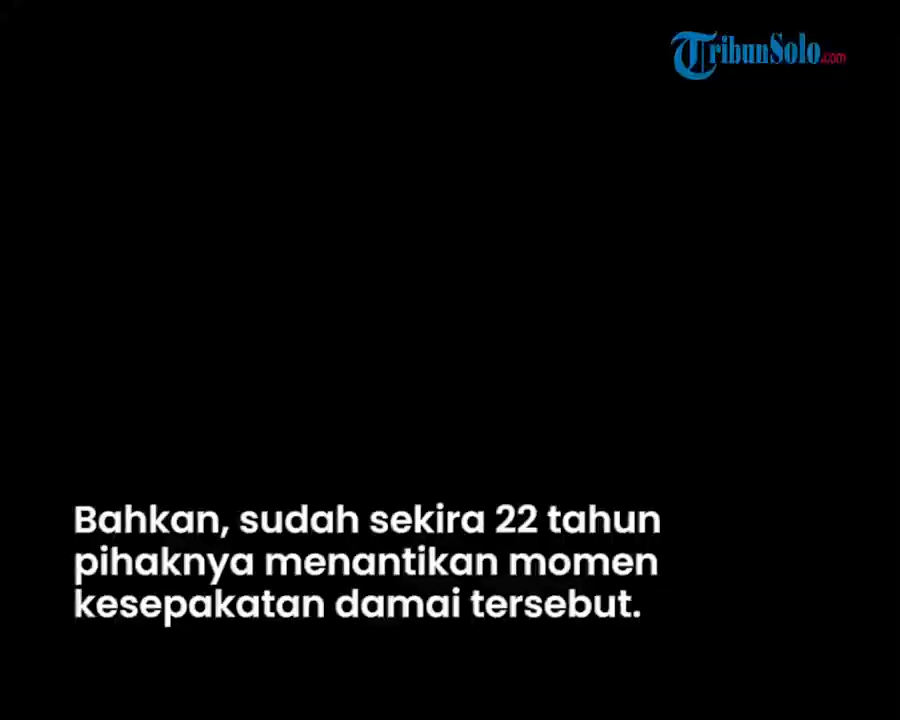 TribunSolo.com
Bahkan, sudah sekira 22 tahun
pihaknya menantikan momen
kesepakatan damai tersebut.